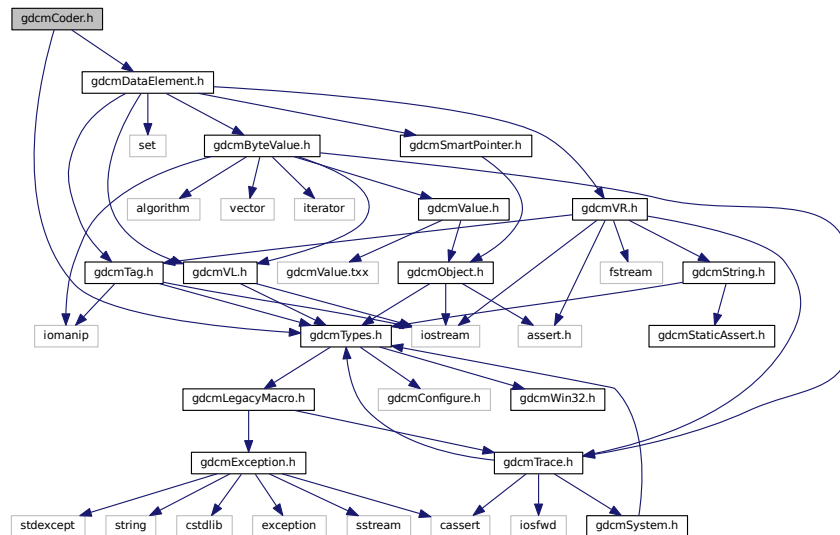 gdcmCoder.h
gdcmDataElement.h
set
gdcmByteValue.h
gdcmSmartPointer.h
algorithm
vector
iterator
gdcmValue.h
gdcmVR.h
gdcmTag.h
gdcmVL.h
gdcmValue.txx
gdcmObject.h
fstream
gdcmString.h
iomanip
gdcmTypes.h
iostream
assert.h
gdcmStaticAssert.h
gdcmLegacyMacro.h
gdcmConfigure.h
gdcmWin32.h
gdcmException.h
gdcmTrace.h
stdexcept
string
cstdlib
exception
sstream
cassert
iosfwd
gdcmSystem.h